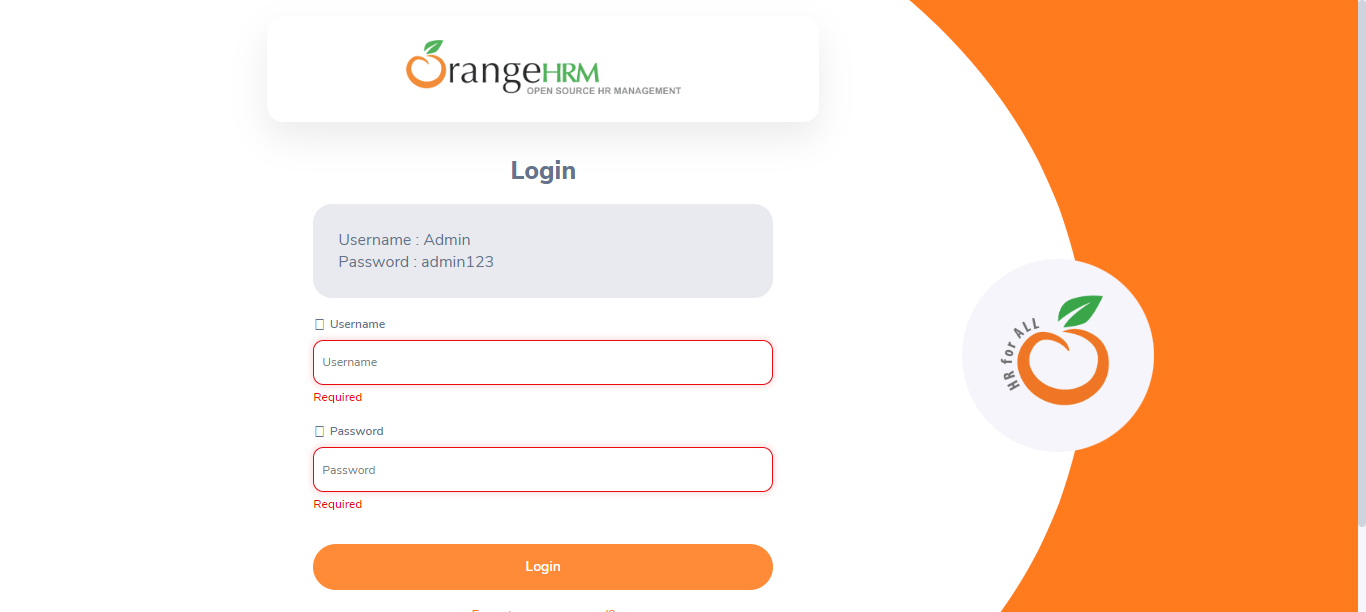 OrangeHRM
OPEN SOURCE HR MANAGEMENT
Login
Username : Admin
Password : admin123
Username
Username
Required
Password
Password
Required
Login
HR for ALL